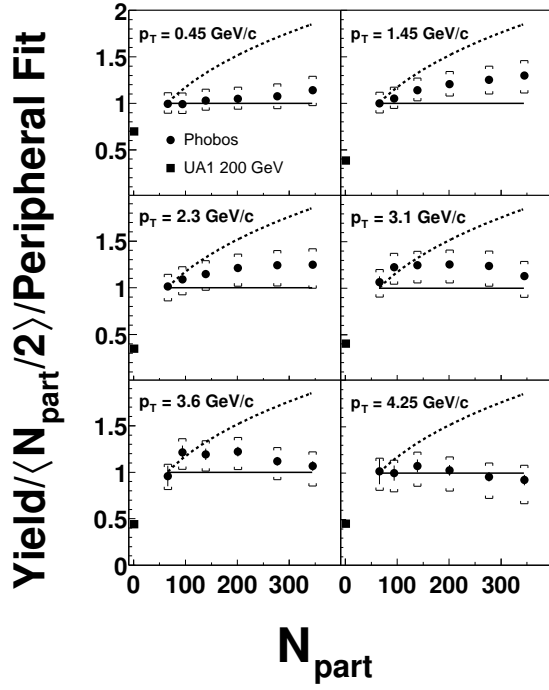 Yield/⟨N_part/2⟩/Peripheral Fit
2
p_T = 0.45 GeV/c
p_T = 1.45 GeV/c
1.5
1
Phobos
0.5
UA1 200 GeV
p_T = 2.3 GeV/c
p_T = 3.1 GeV/c
1.5
1
0.5
p_T = 3.6 GeV/c
p_T = 4.25 GeV/c
1.5
1
0.5
0
0 100 200 300 0 100 200 300
N_part